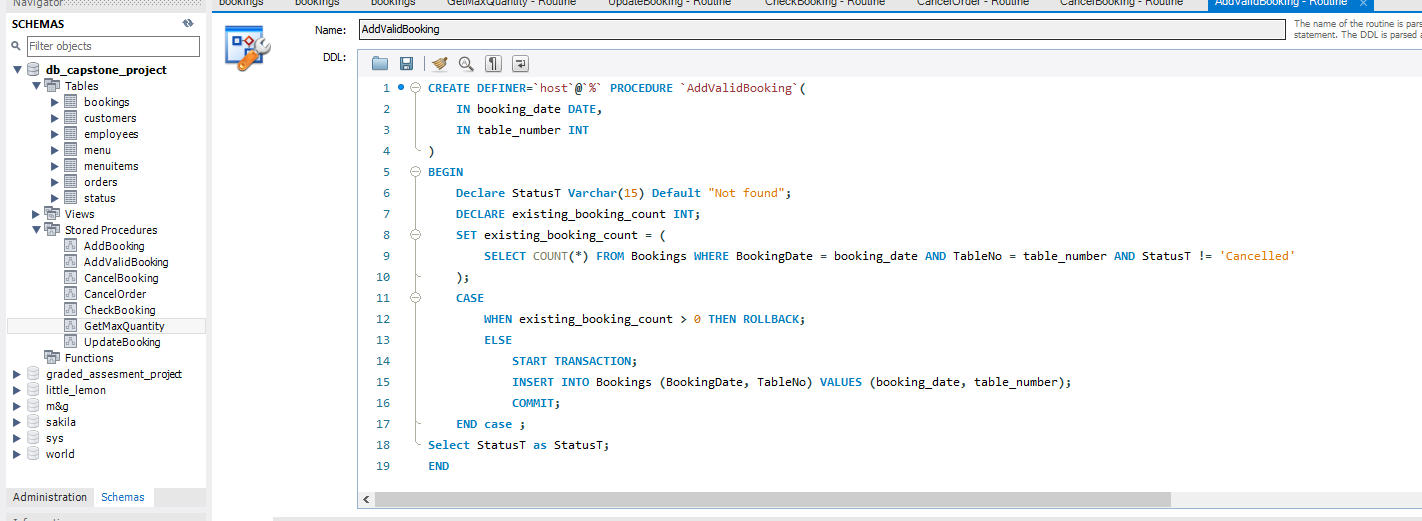 Navigator
bookings
bookings
bookings
GetMaxQuantity - Routine
UpdateBooking - Routine
CheckBooking - Routine
CancelOrder - Routine
CancelBooking - Routine
AddValidBooking - Routine
SCHEMAS
Filter objects
db_capstone_project
Tables
bookings
customers
employees
menu
menuitems
orders
status
Views
Stored Procedures
AddBooking
AddValidBooking
CancelBooking
CancelOrder
CheckBooking
GetMaxQuantity
UpdateBooking
Functions
graded_assesment_project
little_lemon
m&g
sakila
sys
world
Administration Schemas
Name: AddValidBooking
The name of the routine is pars
statement. The DDL is parsed a
DDL:
1 CREATE DEFINER=`host`@`%` PROCEDURE `AddValidBooking`(
2 IN booking_date DATE,
3 IN table_number INT
4 )
5 BEGIN
6 Declare StatusT Varchar(15) Default "Not found";
7 DECLARE existing_booking_count INT;
8 SET existing_booking_count = (
9 SELECT COUNT(*) FROM Bookings WHERE BookingDate = booking_date AND TableNo = table_number AND StatusT != 'Cancelled'
10 );
11 CASE
12 WHEN existing_booking_count > 0 THEN ROLLBACK;
13 ELSE
14 START TRANSACTION;
15 INSERT INTO Bookings (BookingDate, TableNo) VALUES (booking_date, table_number);
16 COMMIT;
17 END case ;
18 Select StatusT as StatusT;
19 END